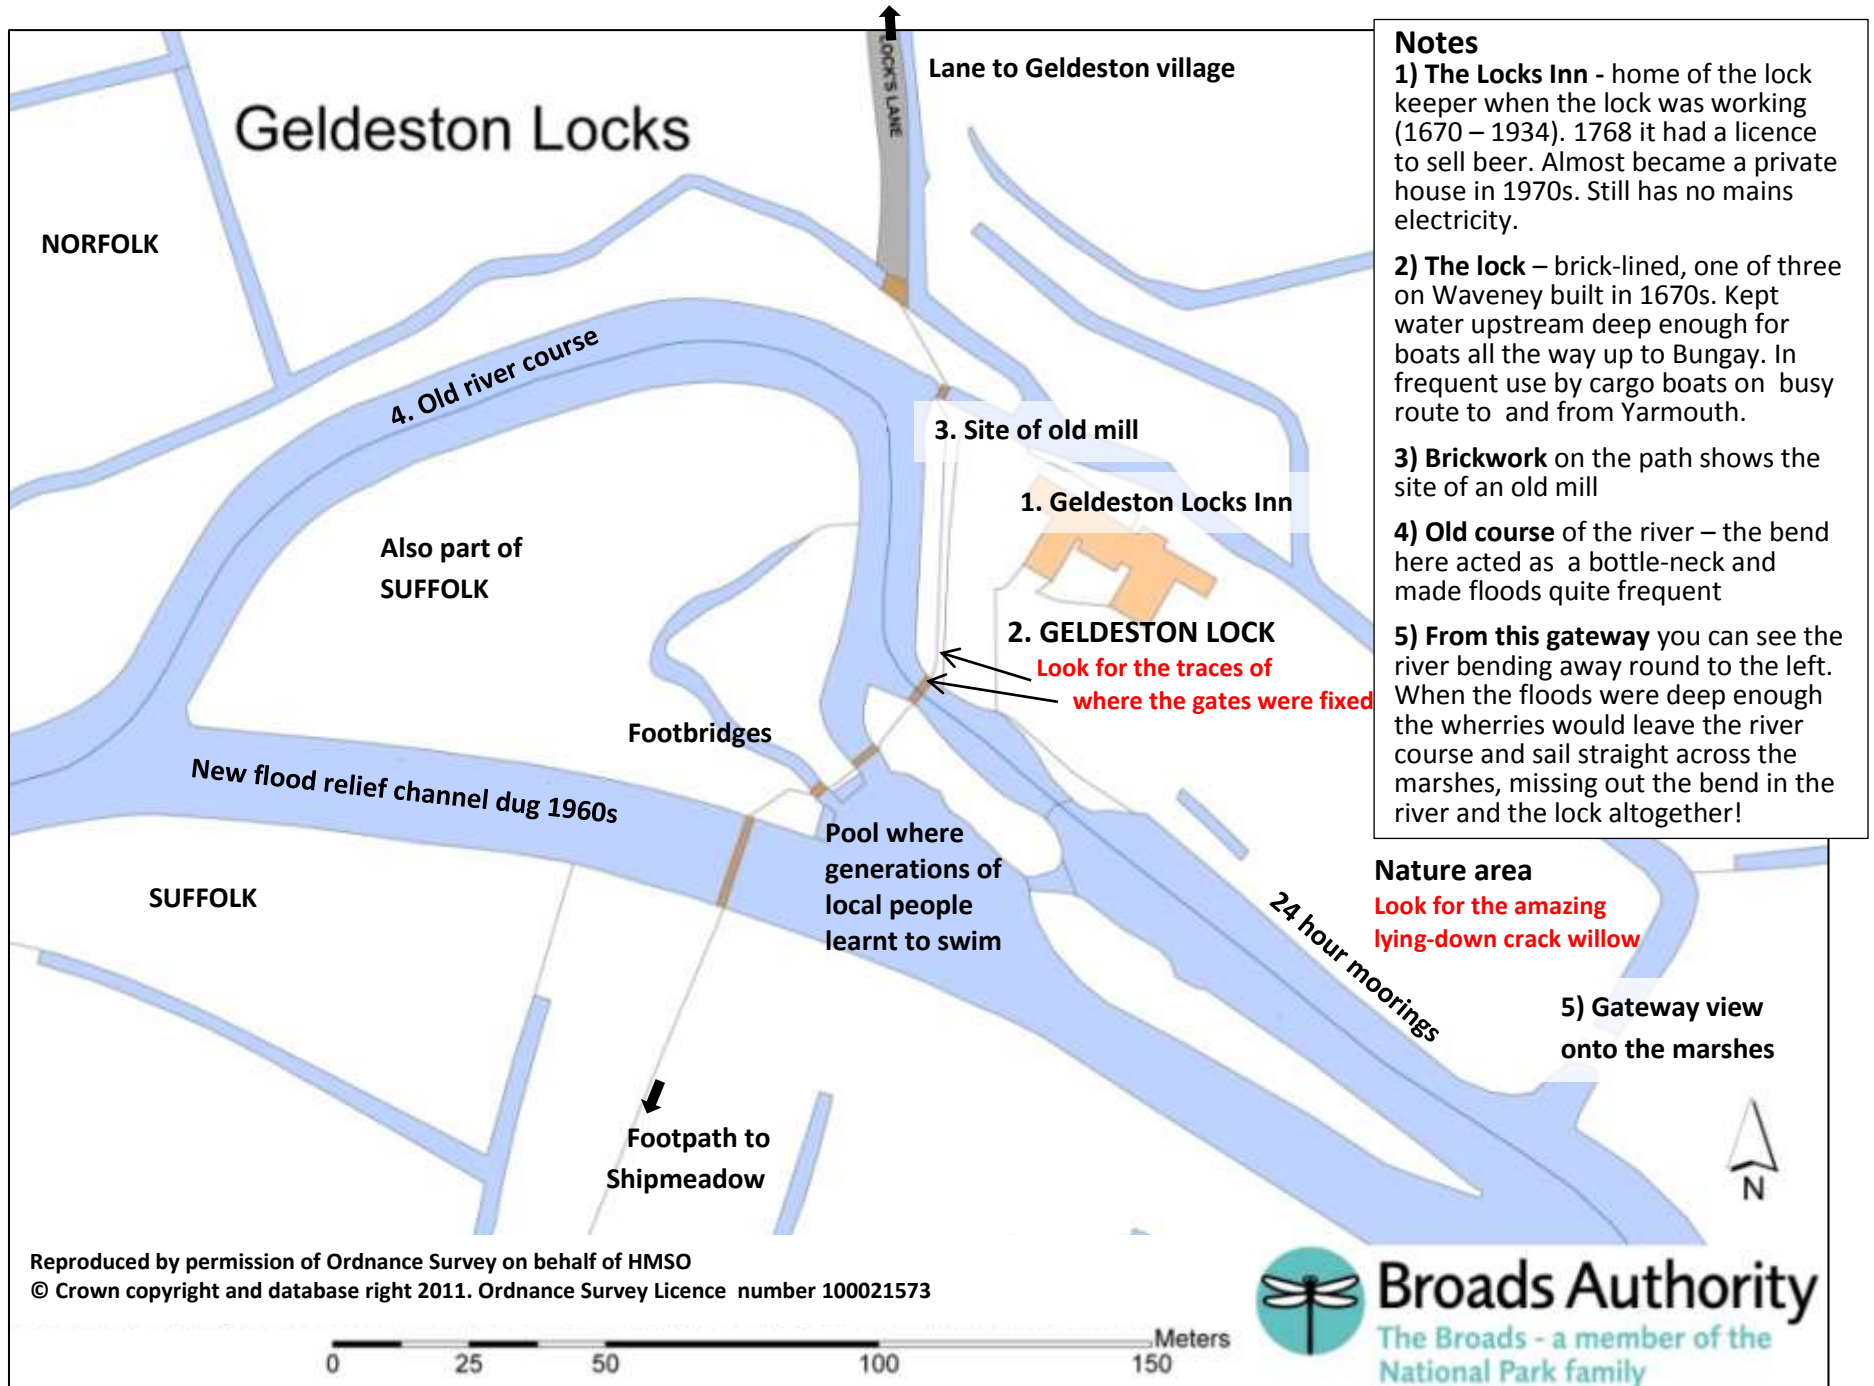 Lane to Geldeston village
LOCK'S LANE
Geldeston Locks
NORFOLK
4. Old river course
3. Site of old mill
1. Geldeston Locks Inn
Also part of
SUFFOLK
2. GELDESTON LOCK
Look for the traces of
where the gates were fixed
Footbridges
New flood relief channel dug 1960s
Pool where
generations of
local people
learnt to swim
SUFFOLK
24 hour moorings
Footpath to
Shipmeadow
Notes
1) The Locks Inn - home of the lock
keeper when the lock was working
(1670 – 1934). 1768 it had a licence
to sell beer. Almost became a private
house in 1970s. Still has no mains
electricity.
2) The lock – brick-lined, one of three
on Waveney built in 1670s. Kept
water upstream deep enough for
boats all the way up to Bungay. In
frequent use by cargo boats on busy
route to and from Yarmouth.
3) Brickwork on the path shows the
site of an old mill
4) Old course of the river – the bend
here acted as a bottle-neck and
made floods quite frequent
5) From this gateway you can see the
river bending away round to the left.
When the floods were deep enough
the wherries would leave the river
course and sail straight across the
marshes, missing out the bend in the
river and the lock altogether!
Nature area
Look for the amazing
lying-down crack willow
5) Gateway view
onto the marshes
N
Reproduced by permission of Ordnance Survey on behalf of HMSO
© Crown copyright and database right 2011. Ordnance Survey Licence number 100021573
Meters
0 25 50 100 150
Broads Authority
The Broads - a member of the
National Park family